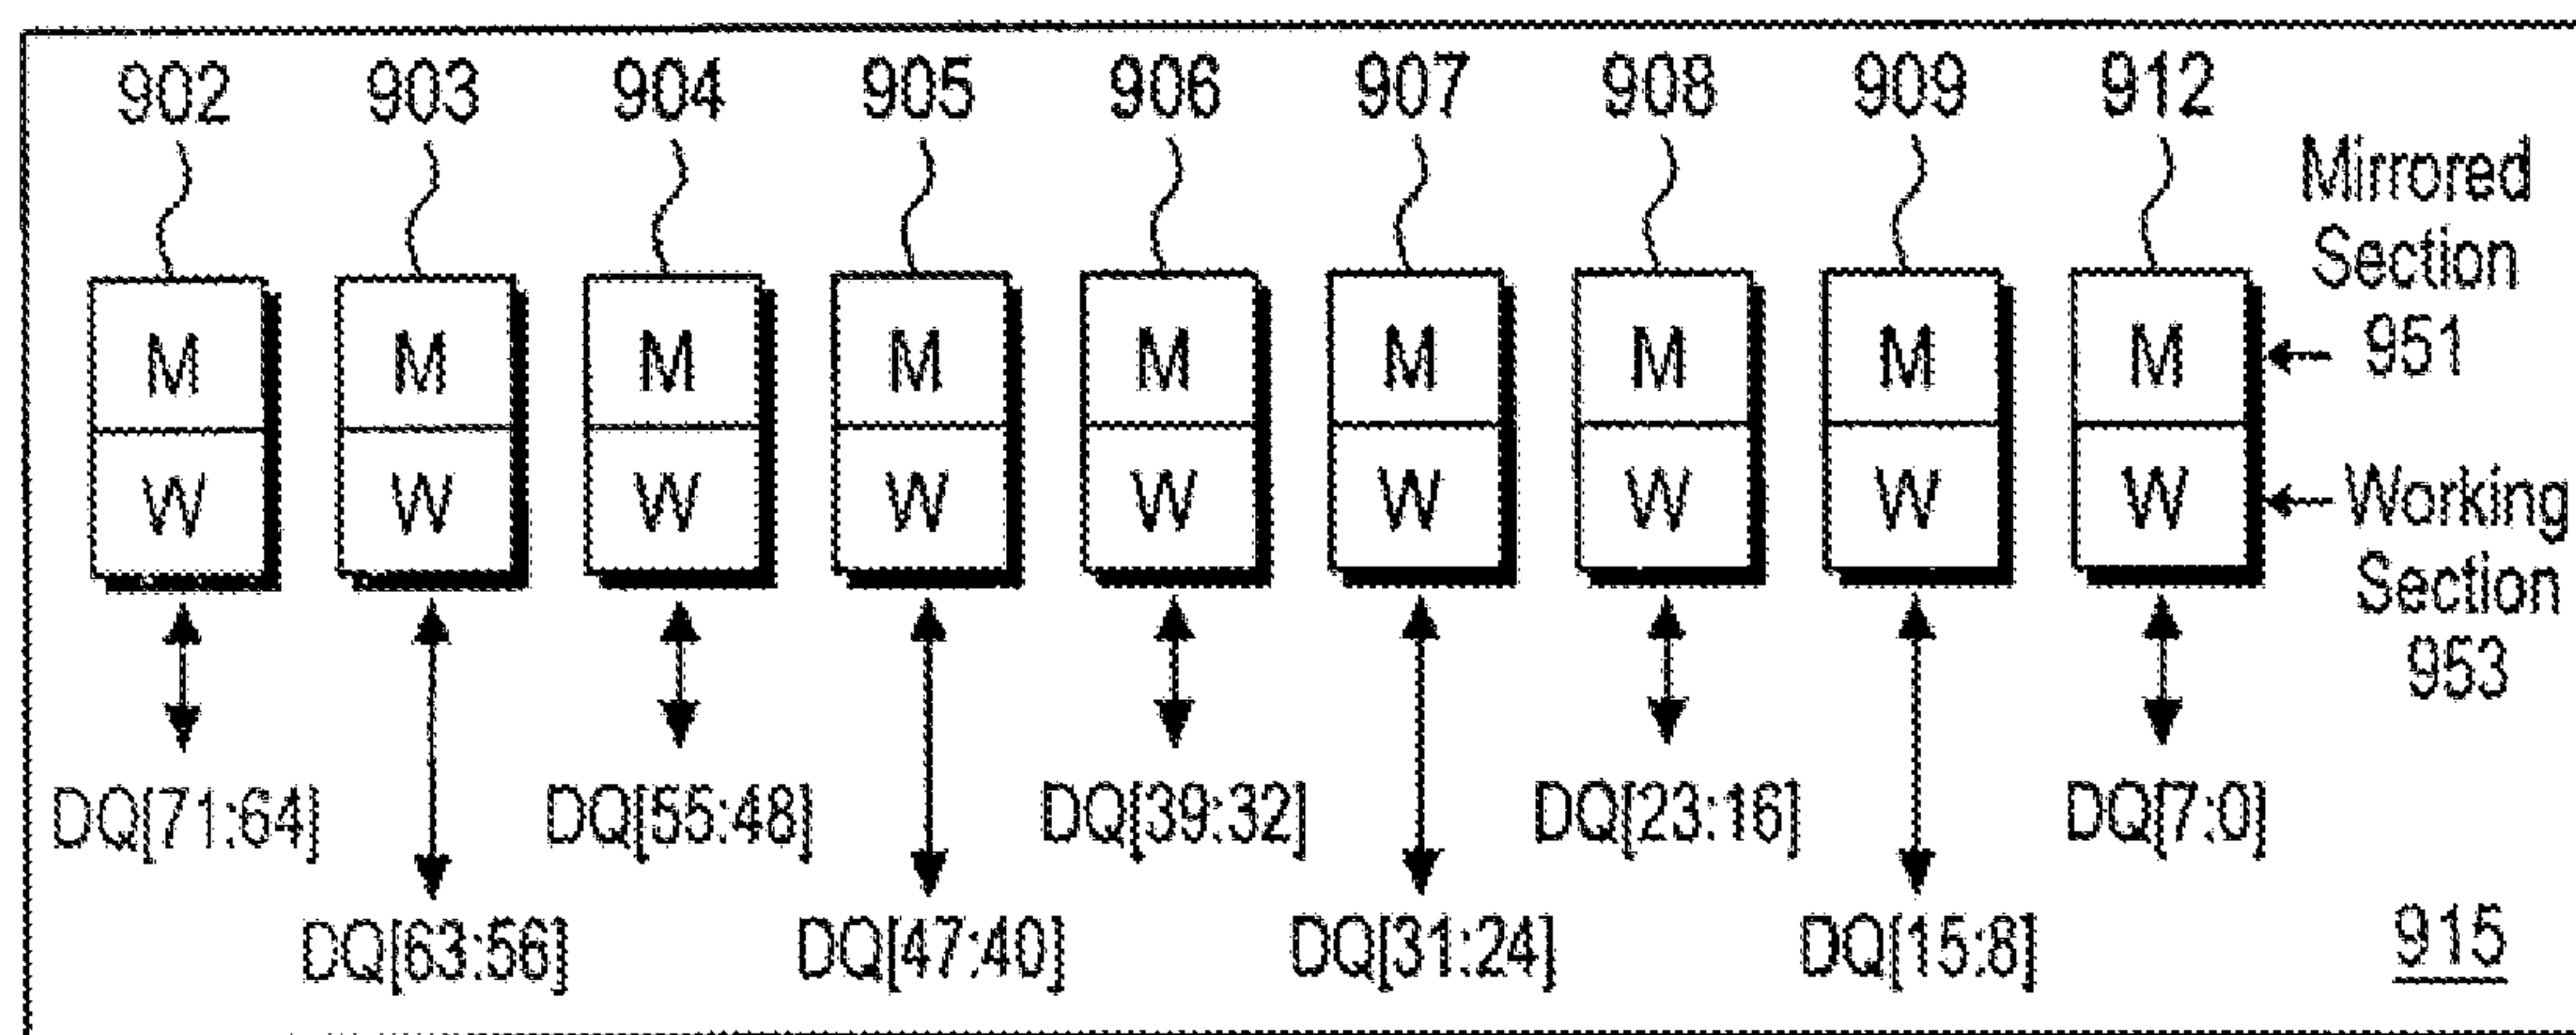 902 903 904 905 906 907 908 909 912
Mirrored
Section
951
M M M M M M M M M
W W W W W W W W W
Working
Section
953
DQ[71:64] DQ[55:48] DQ[39:32] DQ[23:16] DQ[7:0]
DQ[63:56] DQ[47:40] DQ[31:24] DQ[15:8]
915